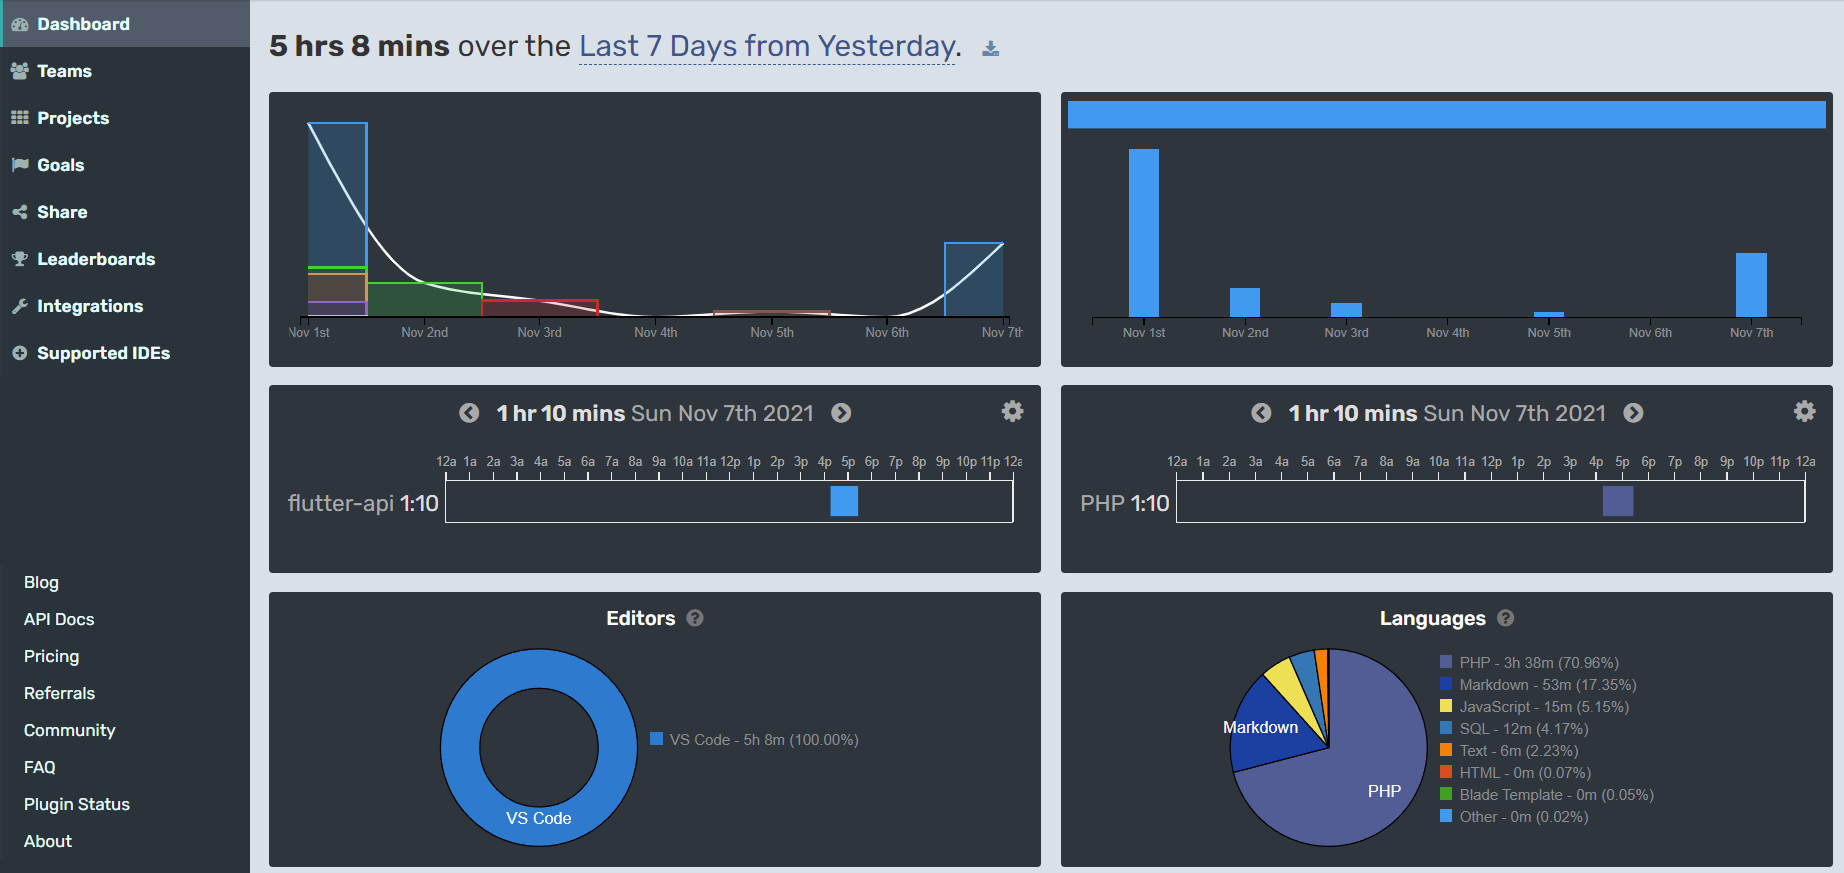 Dashboard
Teams
Projects
Goals
Share
Leaderboards
Integrations
Supported IDEs
Blog
API Docs
Pricing
Referrals
Community
FAQ
Plugin Status
About
5 hrs 8 mins over the Last 7 Days from Yesterday.
Nov 1st Nov 2nd Nov 3rd Nov 4th Nov 5th Nov 6th Nov 7th
Nov 1st Nov 2nd Nov 3rd Nov 4th Nov 5th Nov 6th Nov 7th
1 hr 10 mins Sun Nov 7th 2021
12a 1a 2a 3a 4a 5a 6a 7a 8a 9a 10a 11a 12p 1p 2p 3p 4p 5p 6p 7p 8p 9p 10p 11p 12a
flutter-api 1:10
1 hr 10 mins Sun Nov 7th 2021
12a 1a 2a 3a 4a 5a 6a 7a 8a 9a 10a 11a 12p 1p 2p 3p 4p 5p 6p 7p 8p 9p 10p 11p 12a
PHP 1:10
Editors
VS Code
VS Code - 5h 8m (100.00%)
Languages
Markdown
PHP
PHP - 3h 38m (70.96%)
Markdown - 53m (17.35%)
JavaScript - 15m (5.15%)
SQL - 12m (4.17%)
Text - 6m (2.23%)
HTML - 0m (0.07%)
Blade Template - 0m (0.05%)
Other - 0m (0.02%)